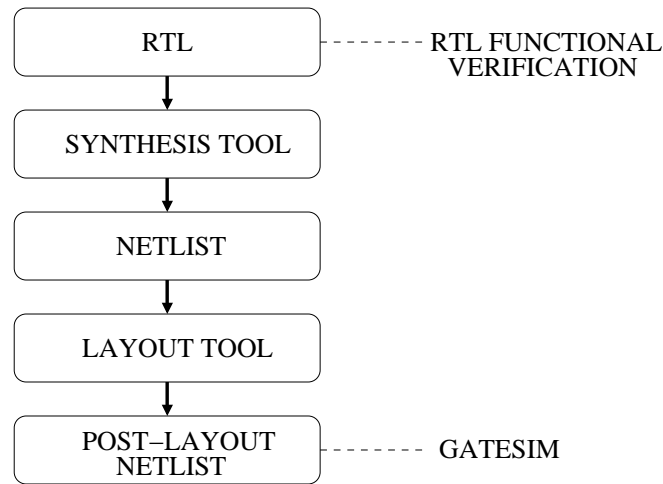 RTL
RTL FUNCTIONAL
VERIFICATION
SYNTHESIS TOOL
NETLIST
LAYOUT TOOL
POST−LAYOUT
NETLIST
GATESIM